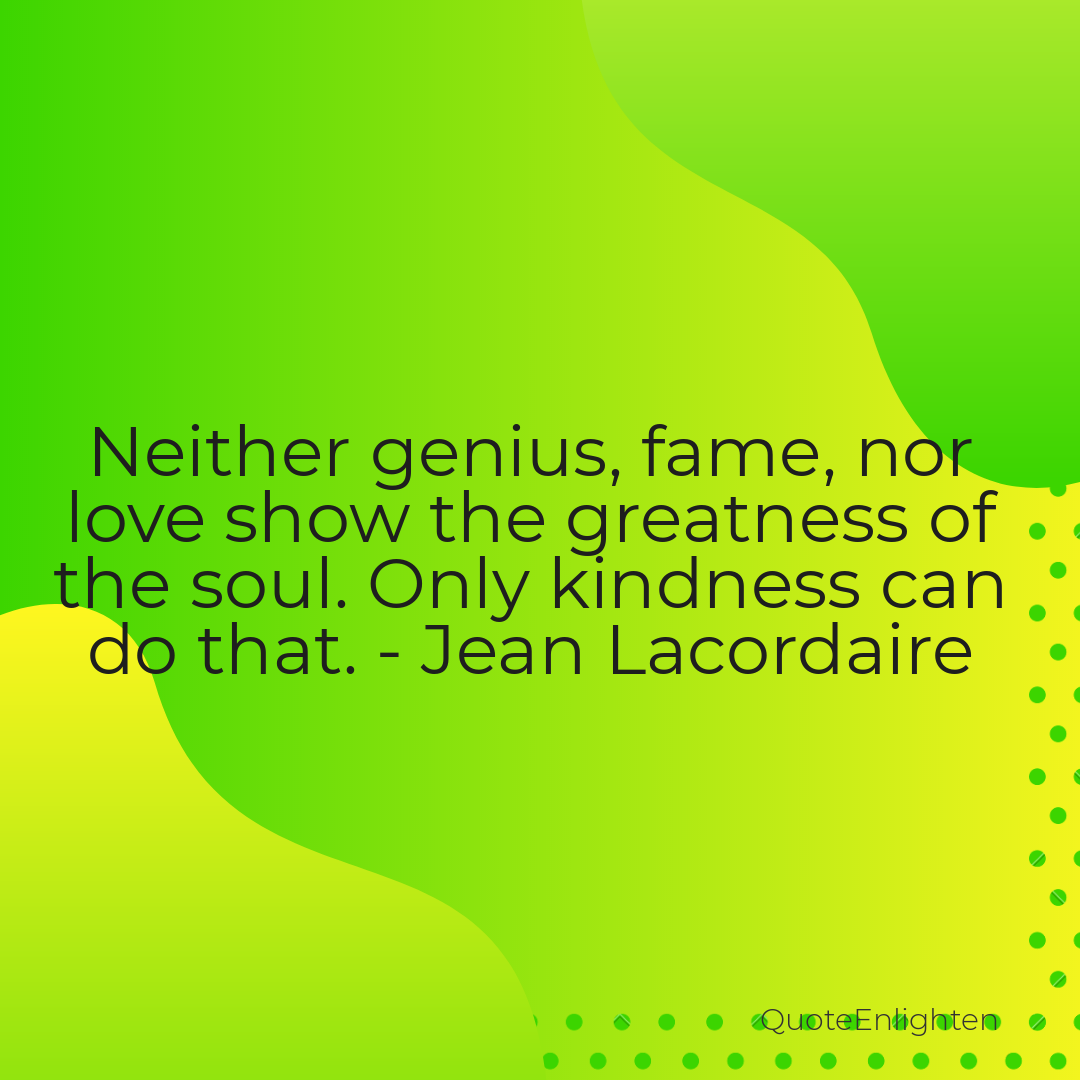 Neither genius, fame, nor
love show the greatness of
the soul. Only kindness can
do that. - Jean Lacordaire
QuoteEnlighten